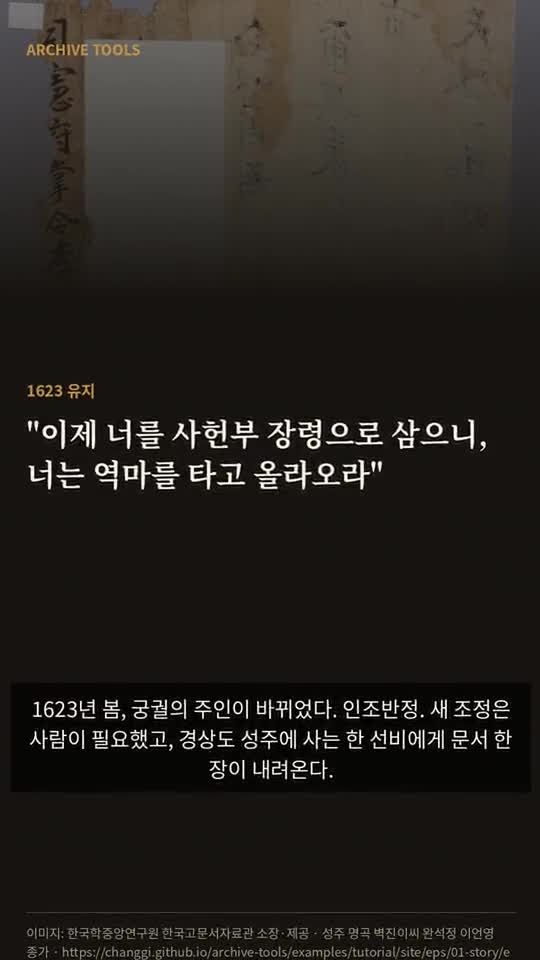 ARCHIVE TOOLS
司憲府掌令李
1623 유지
"이제 너를 사헌부 장령으로 삼으니,
너는 역마를 타고 올라오라"
1623년 봄, 궁궐의 주인이 바뀌었다. 인조반정. 새 조정은
사람이 필요했고, 경상도 성주에 사는 한 선비에게 문서 한
장이 내려온다.
이미지: 한국학중앙연구원 한국고문서자료관 소장·제공 · 성주 명곡 벽진이씨 완석정 이언영
종가 · https://changgi.github.io/archive-tools/examples/tutorial/site/eps/01-story/e